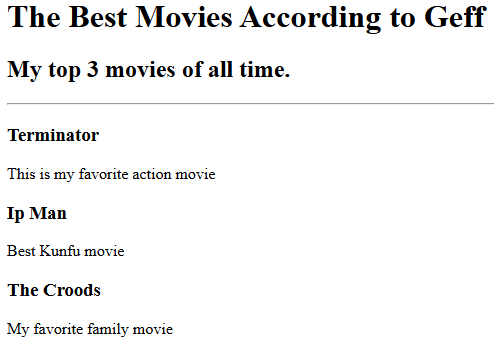 The Best Movies According to Geff
My top 3 movies of all time.
Terminator
This is my favorite action movie
Ip Man
Best Kunfu movie
The Croods
My favorite family movie